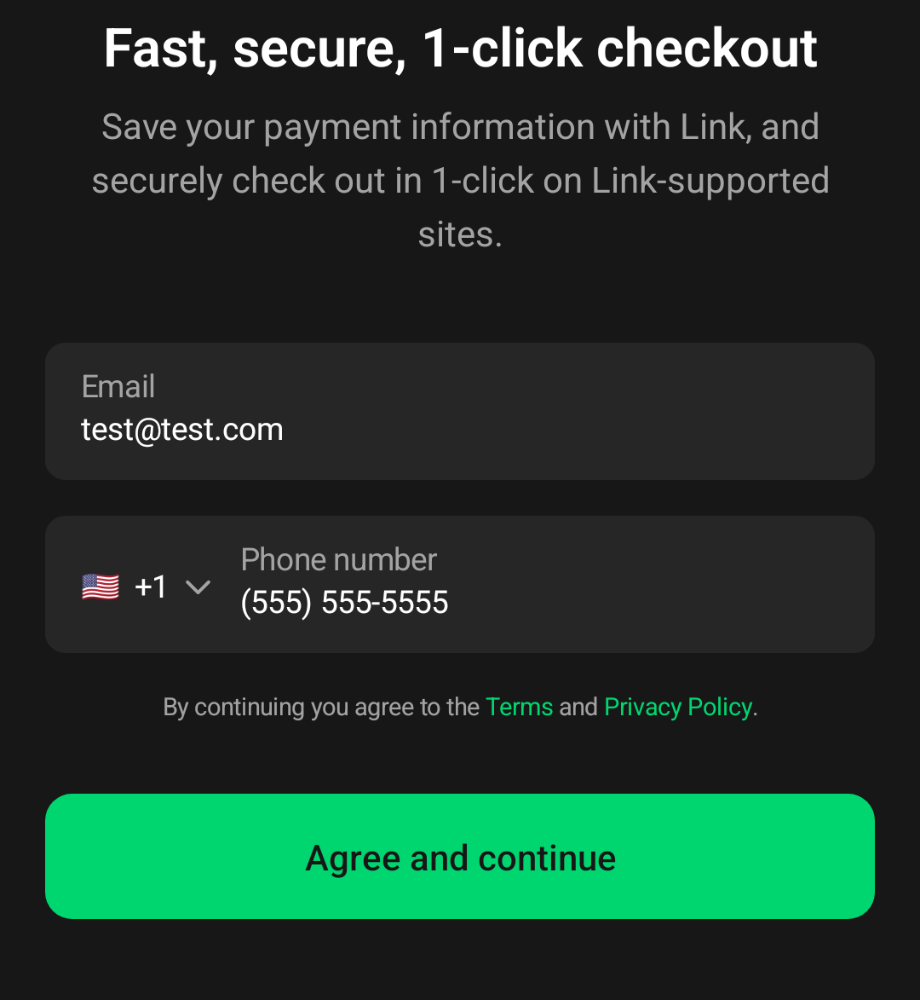 Fast, secure, 1-click checkout
Save your payment information with Link, and
securely check out in 1-click on Link-supported
sites.
Email
test@test.com
Phone number
🇺🇸 +1
(555) 555-5555
By continuing you agree to the Terms and Privacy Policy.
Agree and continue